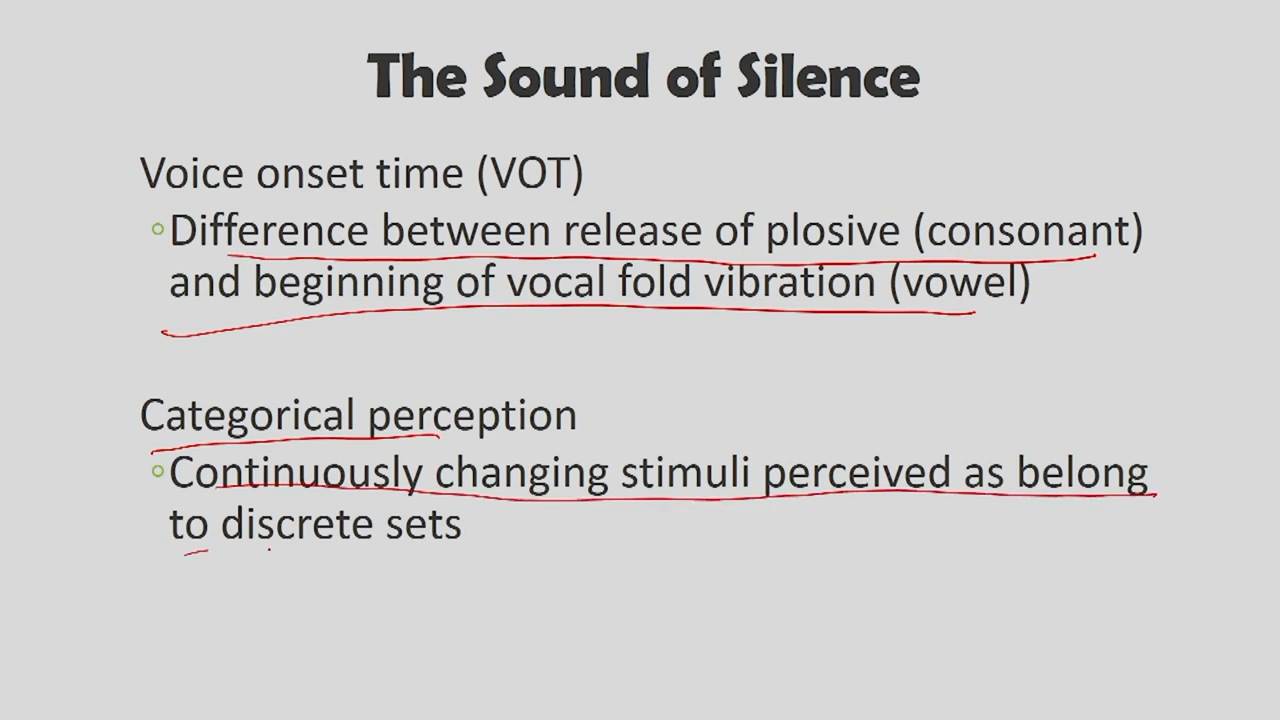 The Sound of Silence
Voice onset time (VOT)
◦Difference between release of plosive (consonant)
and beginning of vocal fold vibration (vowel)
Categorical perception
◦Continuously changing stimuli perceived as belong
to discrete sets